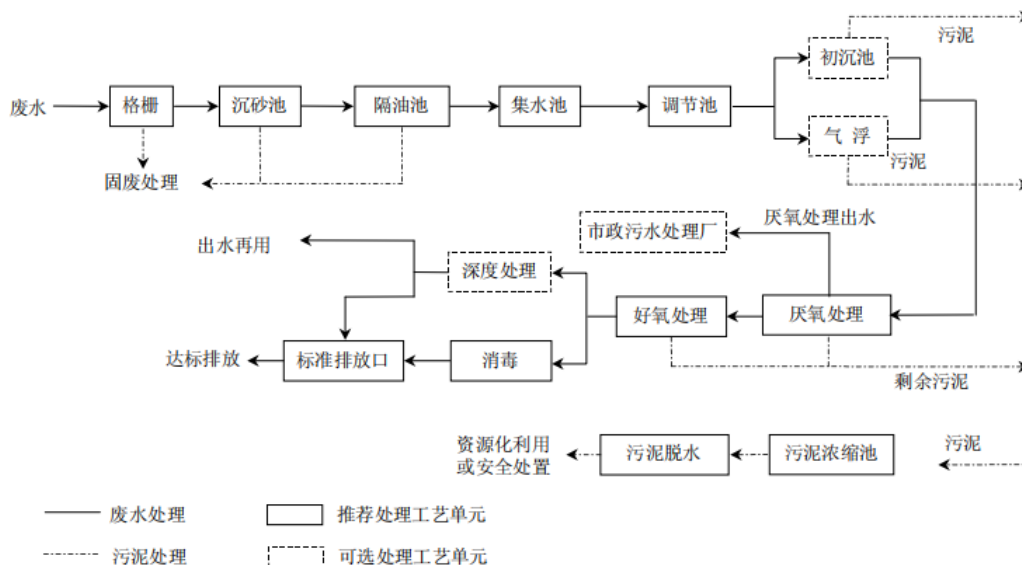 污泥
初沉池
废水
格栅
沉砂池
隔油池
集水池
调节池
气 浮
污泥
固废处理
厌氧处理出水
市政污水处理厂
出水再用
深度处理
好氧处理
厌氧处理
达标排放
标准排放口
消毒
剩余污泥
资源化利用
或安全处置
污泥脱水
污泥浓缩池
污泥
废水处理
推荐处理工艺单元
污泥处理
可选处理工艺单元